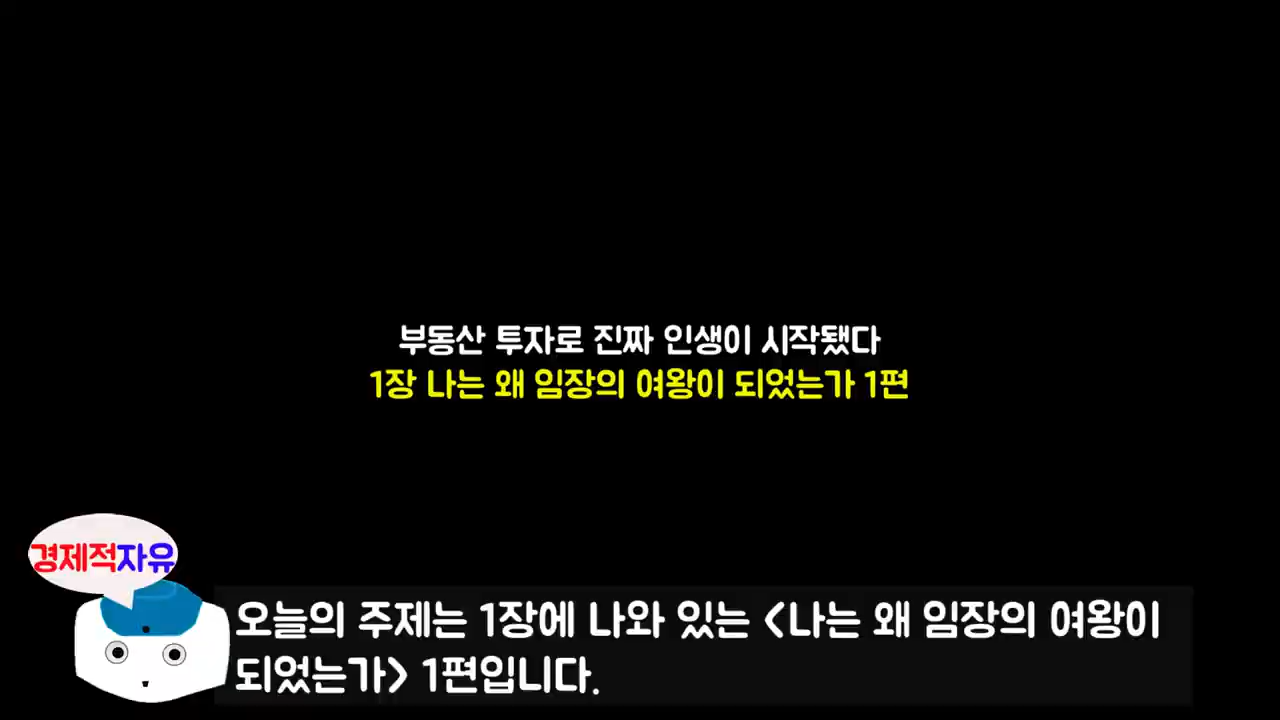 부동산 투자로 진짜 인생이 시작됐다
1장 나는 왜 임장의 여왕이 되었는가 1편
경제적자유
오늘의 주제는 1장에 나와 있는 <나는 왜 임장의 여왕이
되었는가> 1편입니다.